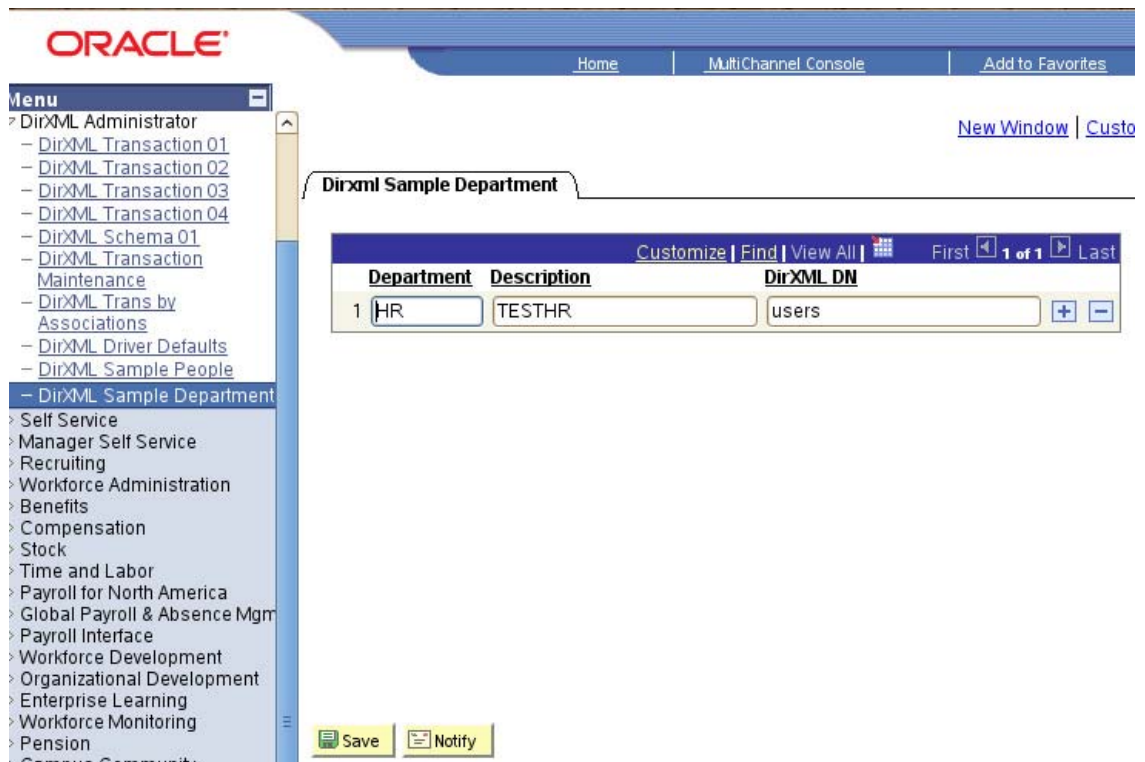 ORACLE'
Home
MultiChannel Console
Add to Favorites
Menu
DirXML Administrator
– DirXML Transaction 01
– DirXML Transaction 02
– DirXML Transaction 03
– DirXML Transaction 04
– DirXML Schema 01
– DirXML Transaction
Maintenance
– DirXML Trans by
Associations
– DirXML Driver Defaults
– DirXML Sample People
– DirXML Sample Department
Self Service
Manager Self Service
Recruiting
Workforce Administration
Benefits
Compensation
Stock
Time and Labor
Payroll for North America
Global Payroll & Absence Mgm
Payroll Interface
Workforce Development
Organizational Development
Enterprise Learning
Workforce Monitoring
Pension
New Window | Custo
Dirxml Sample Department
Customize | Find | View All | First 1 of 1 Last
Department Description DirXML DN
1 HR TESTHR users
Save Notify